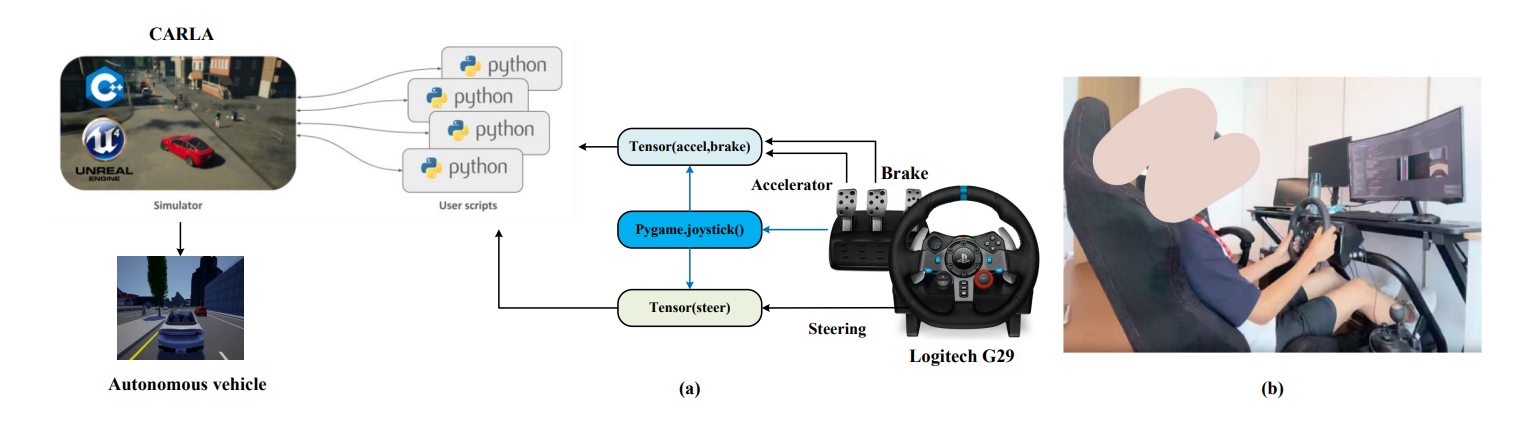 CARLA
C++
U 4
UNREAL
ENGINE
python
python
python
python
Simulator
User scripts
Tensor(accel,brake)
Accelerator
Brake
Pygame.joystick()
Tensor(steer)
Steering
Logitech G29
Autonomous vehicle
(a)
(b)